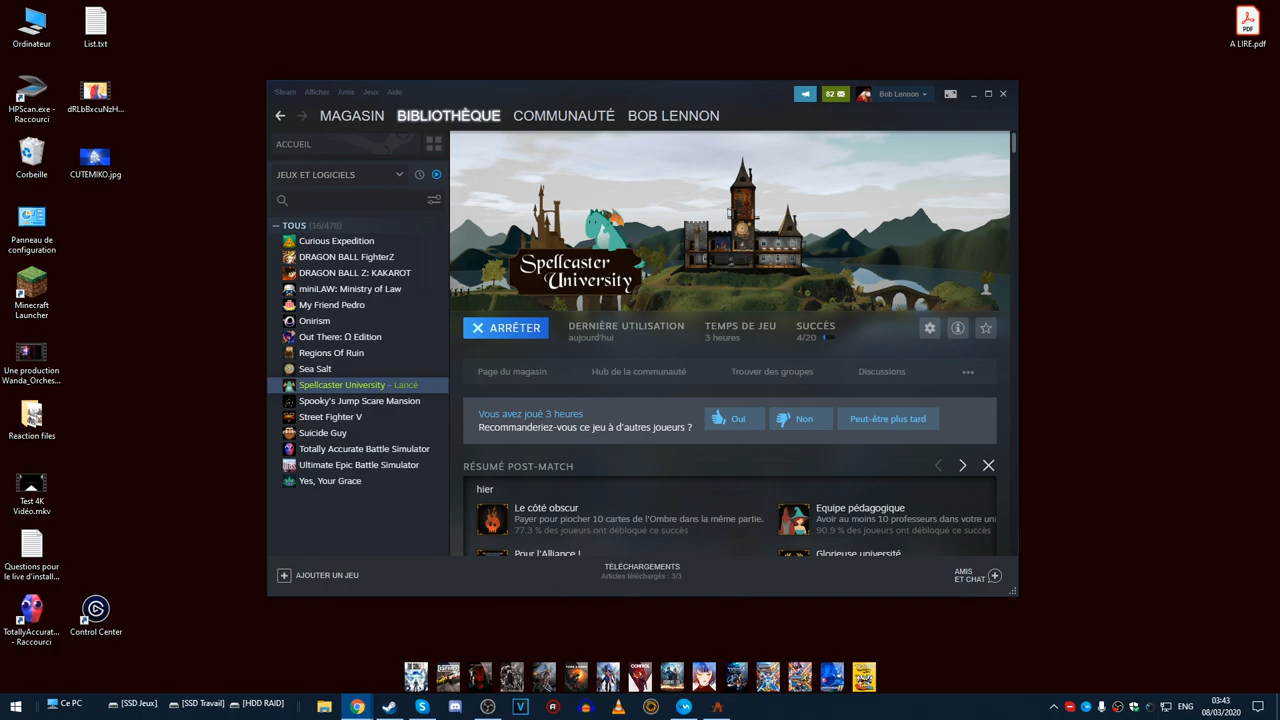 Ordinateur
List.txt
A LIRE.pdf
PDF
HPScan.exe -
Raccourci
dRLbBxcuNzH...
Corbeille
CUTEMIKO.jpg
Panneau de
configuration
Minecraft
Launcher
Une production
Wanda_Orches...
Reaction files
Test 4K
Vidéo.mkv
Questions pour
le live d'install...
TotallyAccurat...
- Raccourci
Control Center
Steam Afficher Amis Jeux Aide
82
Bob Lennon
MAGASIN BIBLIOTHÈQUE COMMUNAUTÉ BOB LENNON
ACCUEIL
JEUX ET LOGICIELS
TOUS (16/478)
Curious Expedition
DRAGON BALL FighterZ
DRAGON BALL Z: KAKAROT
miniLAW: Ministry of Law
My Friend Pedro
Onirism
Out There: Ω Edition
Regions Of Ruin
Sea Salt
Spellcaster University - Lancé
Spooky's Jump Scare Mansion
Street Fighter V
Suicide Guy
Totally Accurate Battle Simulator
Ultimate Epic Battle Simulator
Yes, Your Grace
Spellcaster
University
ARRÊTER
DERNIÈRE UTILISATION
aujourd'hui
TEMPS DE JEU
3 heures
SUCCÈS
4/20
Page du magasin Hub de la communauté Trouver des groupes Discussions
Vous avez joué 3 heures
Recommanderiez-vous ce jeu à d'autres joueurs ?
Oui
Non
Peut-être plus tard
RÉSUMÉ POST-MATCH
hier
Le côté obscur
Payer pour piocher 10 cartes de l'Ombre dans la même partie.
77.3 % des joueurs ont débloqué ce succès
Equipe pédagogique
Avoir au moins 10 professeurs dans votre
90.9 % des joueurs ont débloqué ce succès
Pour l'Alliance !
Glorieuse université
AJOUTER UN JEU
TÉLÉCHARGEMENTS
Articles téléchargés : 3/3
AMIS
ET CHAT
Ce PC
[SSD Jeux]
[SSD Travail]
[HDD RAID]
ENG
03:43
08/03/2020